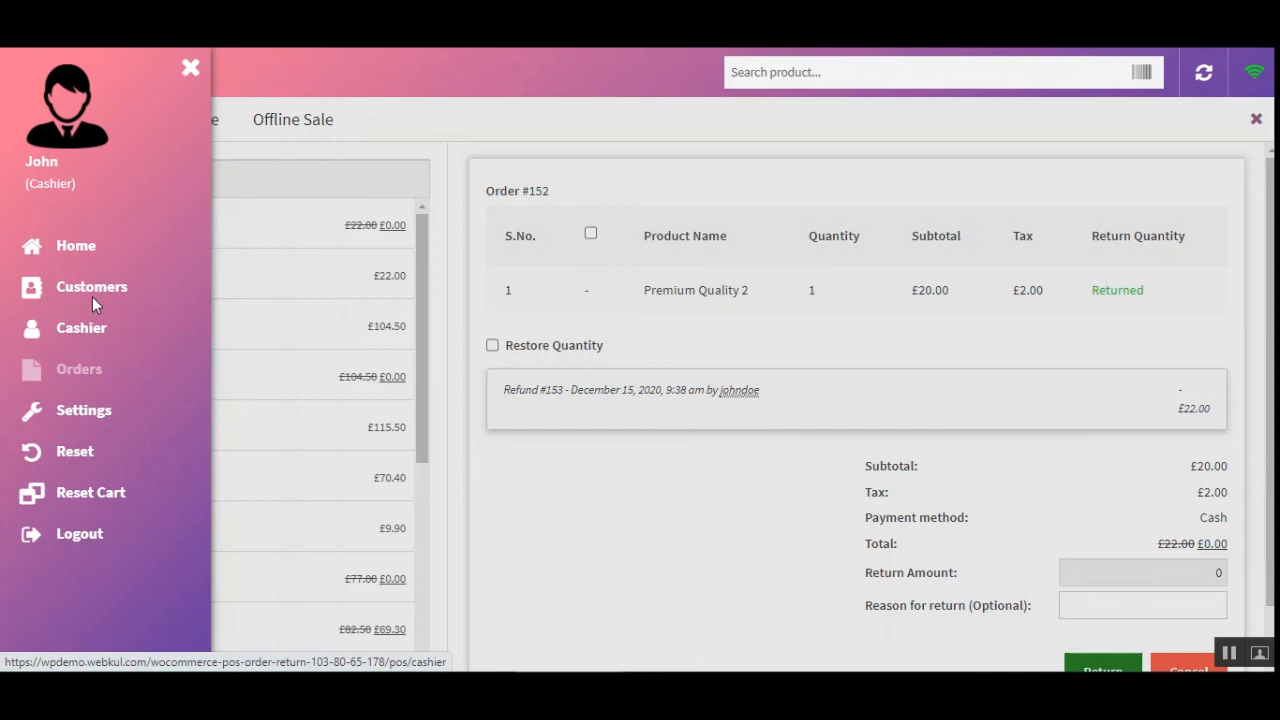 Search product...
John
(Cashier)
Home
Customers
Cashier
Orders
Settings
Reset
Reset Cart
Logout
e
Offline Sale
£22.00 £0.00
£22.00
£104.50
£104.50 £0.00
£115.50
£70.40
£9.90
£77.00 £0.00
£82.50 £69.30
Order #152
S.No. Product Name Quantity Subtotal Tax Return Quantity
1 - Premium Quality 2 1 £20.00 £2.00 Returned
Restore Quantity
Refund #153 - December 15, 2020, 9:38 am by johndoe -
£22.00
Subtotal: £20.00
Tax: £2.00
Payment method: Cash
Total: £22.00 £0.00
Return Amount: 0
Reason for return (Optional):
Return Cancel
https://wpdemo.webkul.com/wocommerce-pos-order-return-103-80-65-178/pos/cashier